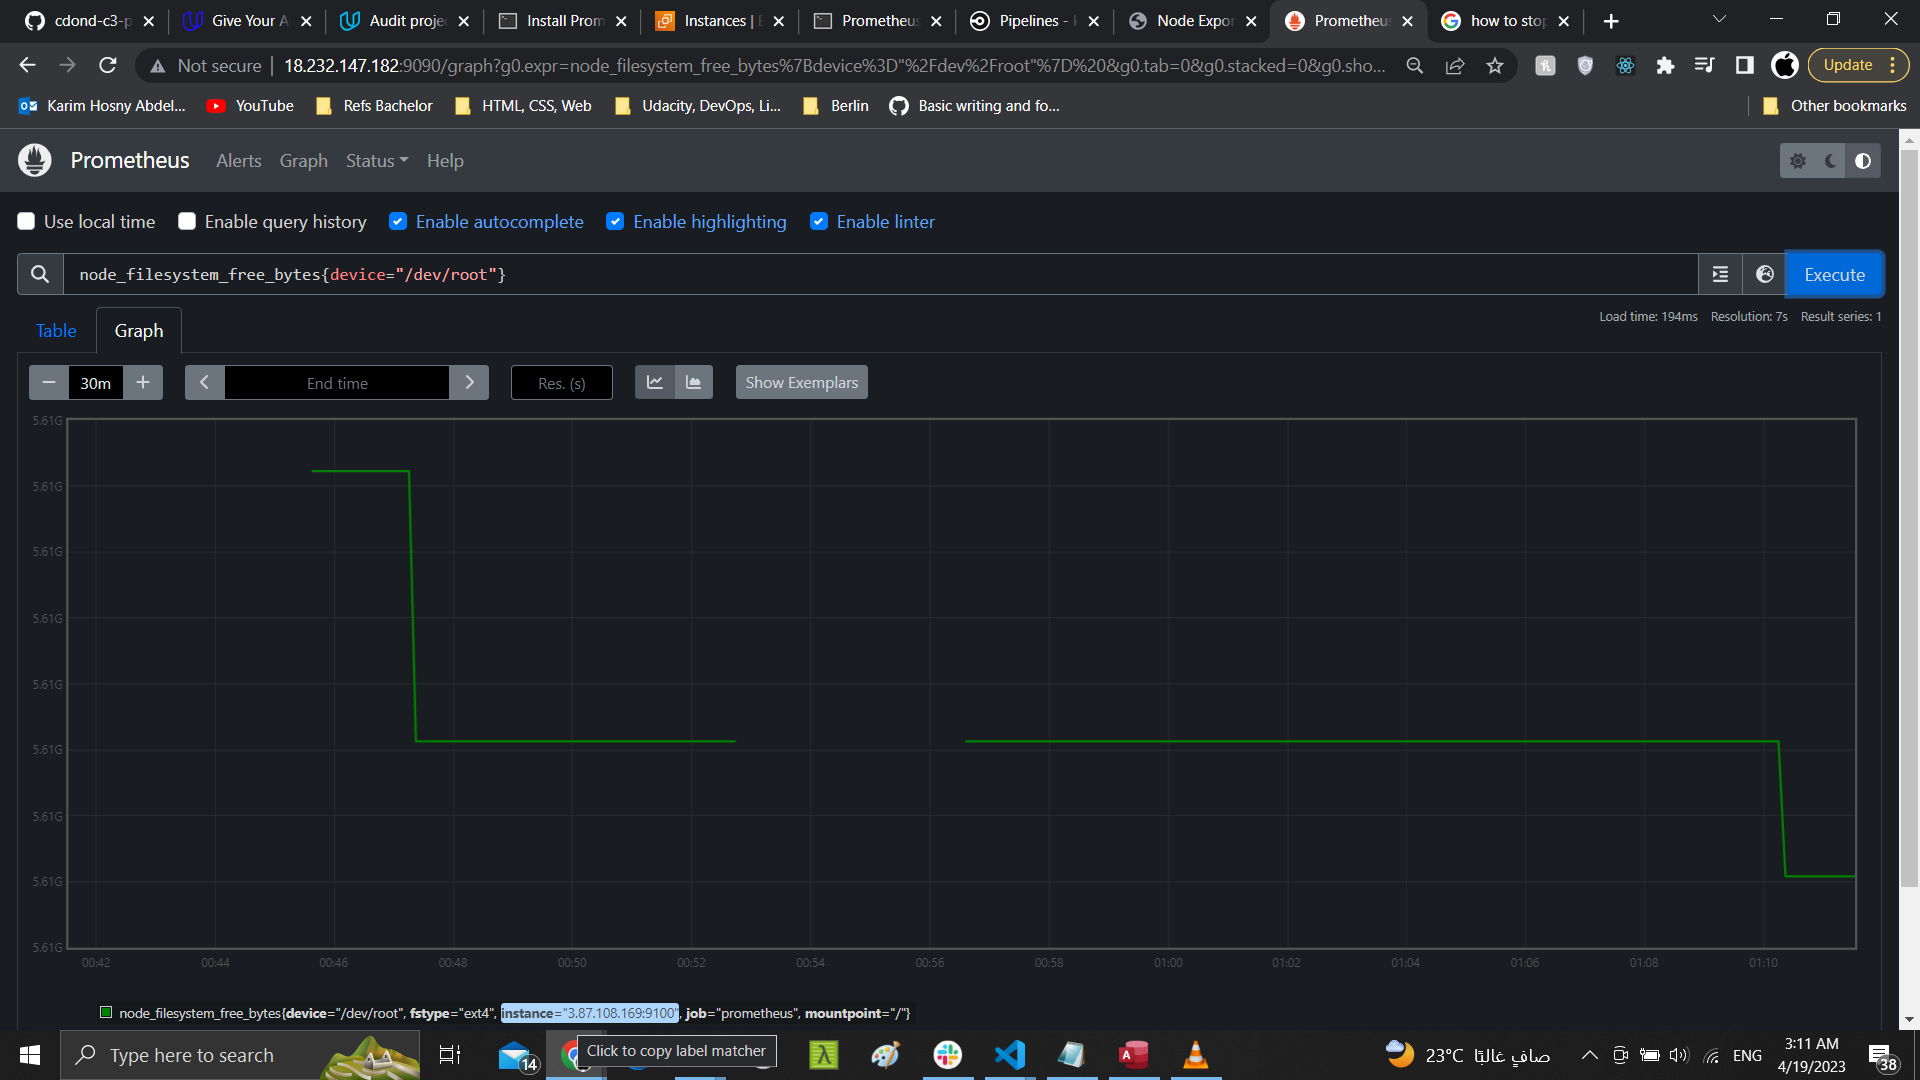 cdond-c3-p
Give Your A
Audit projec
Install Prom
Instances | E
Prometheus
Pipelines - k
Node Expor
Prometheus
how to stop
Not secure
18.232.147.182:9090/graph?g0.expr=node_filesystem_free_bytes%7Bdevice%3D"%2Fdev%2Froot"%7D%20&g0.tab=0&g0.stacked=0&g0.sho...
Update
Karim Hosny Abdel...
YouTube
Refs Bachelor
HTML, CSS, Web
Udacity, DevOps, Li...
Berlin
Basic writing and fo...
Other bookmarks
Prometheus
Alerts
Graph
Status
Help
Use local time
Enable query history
Enable autocomplete
Enable highlighting
Enable linter
node_filesystem_free_bytes{device="/dev/root"}
Execute
Table
Graph
Load time: 194ms
Resolution: 7s
Result series: 1
30m
End time
Res. (s)
Show Exemplars
5.61G
5.61G
5.61G
5.61G
5.61G
5.61G
5.61G
5.61G
5.61G
00:42
00:44
00:46
00:48
00:50
00:52
00:54
00:56
00:58
01:00
01:02
01:04
01:06
01:08
01:10
node_filesystem_free_bytes{device="/dev/root", fstype="ext4", instance="3.87.108.169:9100", job="prometheus", mountpoint="/"}
Click to copy label matcher
Type here to search
14
A
23°C
صافٍ غالبًا
ENG
3:11 AM
4/19/2023
38